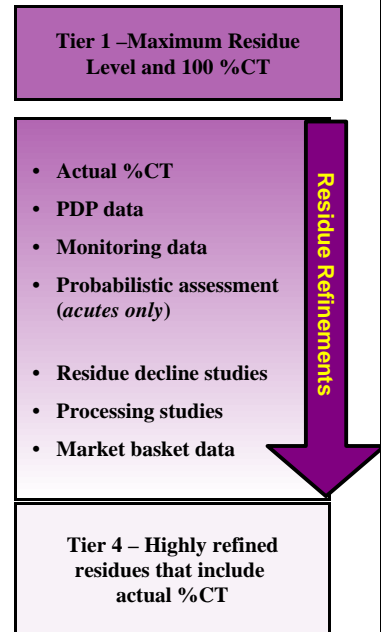 Tier 1 –Maximum Residue
Level and 100 %CT
• Actual %CT
• PDP data
• Monitoring data
• Probabilistic assessment
(acutes only)
• Residue decline studies
• Processing studies
• Market basket data
Residue Refinements
Tier 4 – Highly refined
residues that include
actual %CT